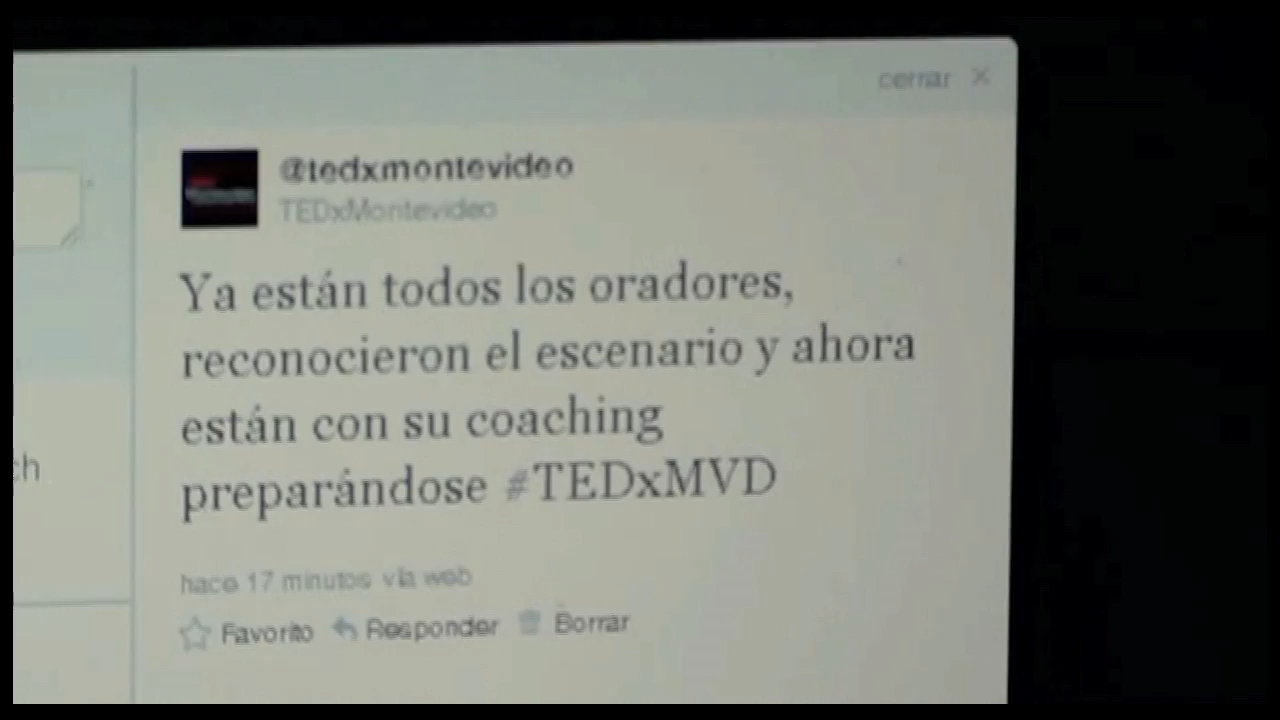 cerrar ×
@tedxmontevideo
TEDxMontevideo
Ya están todos los oradores,
reconocieron el escenario y ahora
están con su coaching
preparándose #TEDxMVD
ch
hace 17 minutos vía web
Favorito Responder Borrar